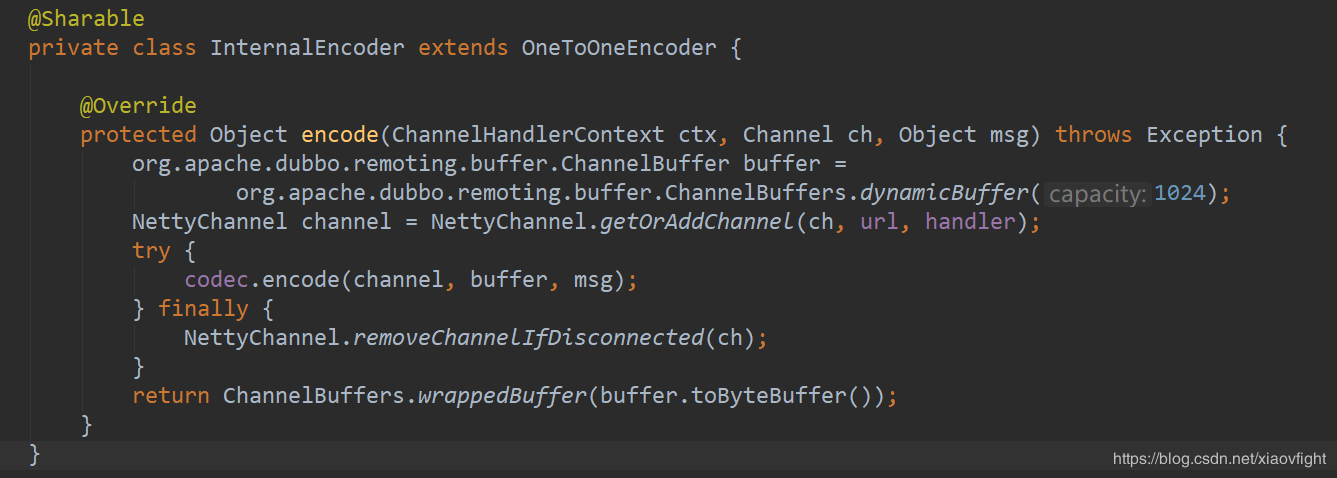 @Sharable
private class InternalEncoder extends OneToOneEncoder {
@Override
protected Object encode(ChannelHandlerContext ctx, Channel ch, Object msg) throws Exception {
org.apache.dubbo.remoting.buffer.ChannelBuffer buffer =
org.apache.dubbo.remoting.buffer.ChannelBuffers.dynamicBuffer( capacity: 1024);
NettyChannel channel = NettyChannel.getOrAddChannel(ch, url, handler);
try {
codec.encode(channel, buffer, msg);
} finally {
NettyChannel.removeChannelIfDisconnected(ch);
}
return ChannelBuffers.wrappedBuffer(buffer.toByteBuffer());
}
}
https://blog.csdn.net/xiaovfight